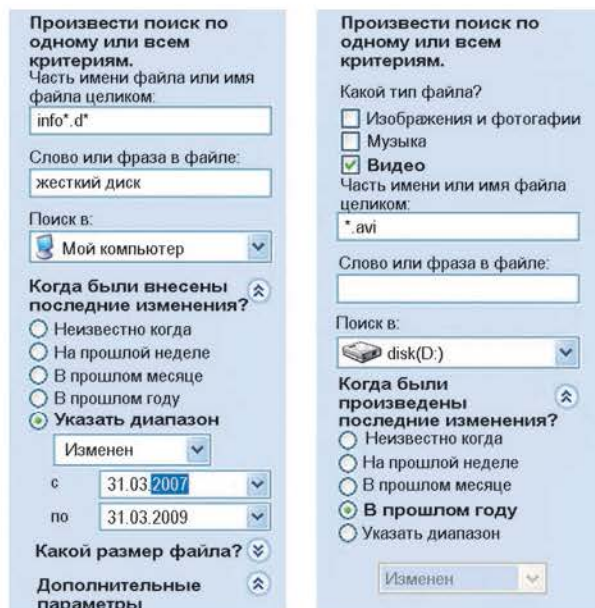 Произвести поиск по
одному или всем
критериям.
Часть имени файла или имя
файла целиком:
info*.d*
Слово или фраза в файле:
жесткий диск
Поиск в:
Мой компьютер
Когда были внесены
последние изменения?
Неизвестно когда
На прошлой неделе
В прошлом месяце
В прошлом году
Указать диапазон
Изменен
с 31.03.2007
по 31.03.2009
Какой размер файла?
Дополнительные
параметры
Произвести поиск по
одному или всем
критериям.
Какой тип файла?
Изображения и фотогафии
Музыка
Видео
Часть имени или имя файла
целиком:
*.avi
Слово или фраза в файле:
Поиск в:
disk(D:)
Когда были
произведены
последние изменения?
Неизвестно когда
На прошлой неделе
В прошлом месяце
В прошлом году
Указать диапазон
Изменен